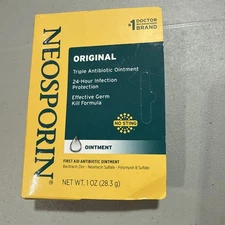 NEOSPORIN®
#1 DOCTOR
RECOMMENDED
BRAND
ORIGINAL
Triple Antibiotic Ointment
24-Hour Infection
Protection
Effective Germ
Kill Formula
NO STING
OINTMENT
FIRST AID ANTIBIOTIC OINTMENT
Bacitracin Zinc • Neomycin Sulfate • Polymyxin B Sulfate
NET WT. 1 OZ (28.3 g)